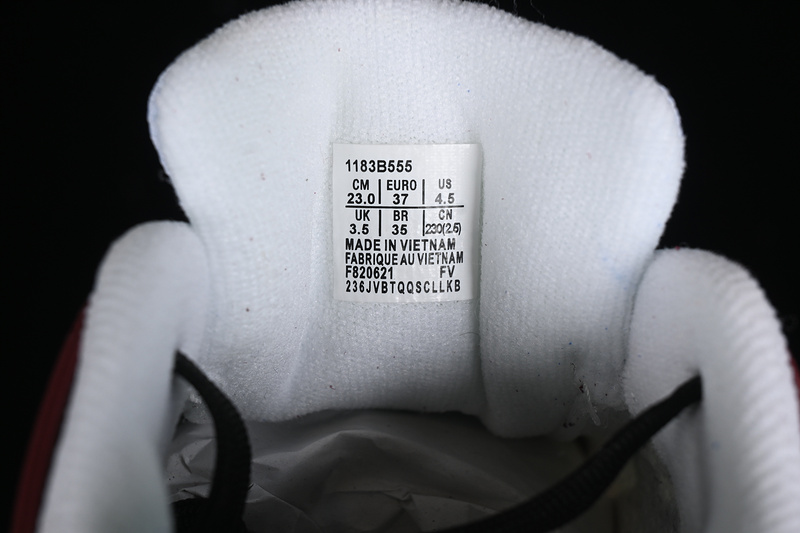 1183B555
CM EURO US
23.0 37 4.5
UK BR CN
3.5 35 230(2.5)
MADE IN VIETNAM
FABRIQUE AU VIETNAM
F820621 FV
236JVBTQQSCLLKB